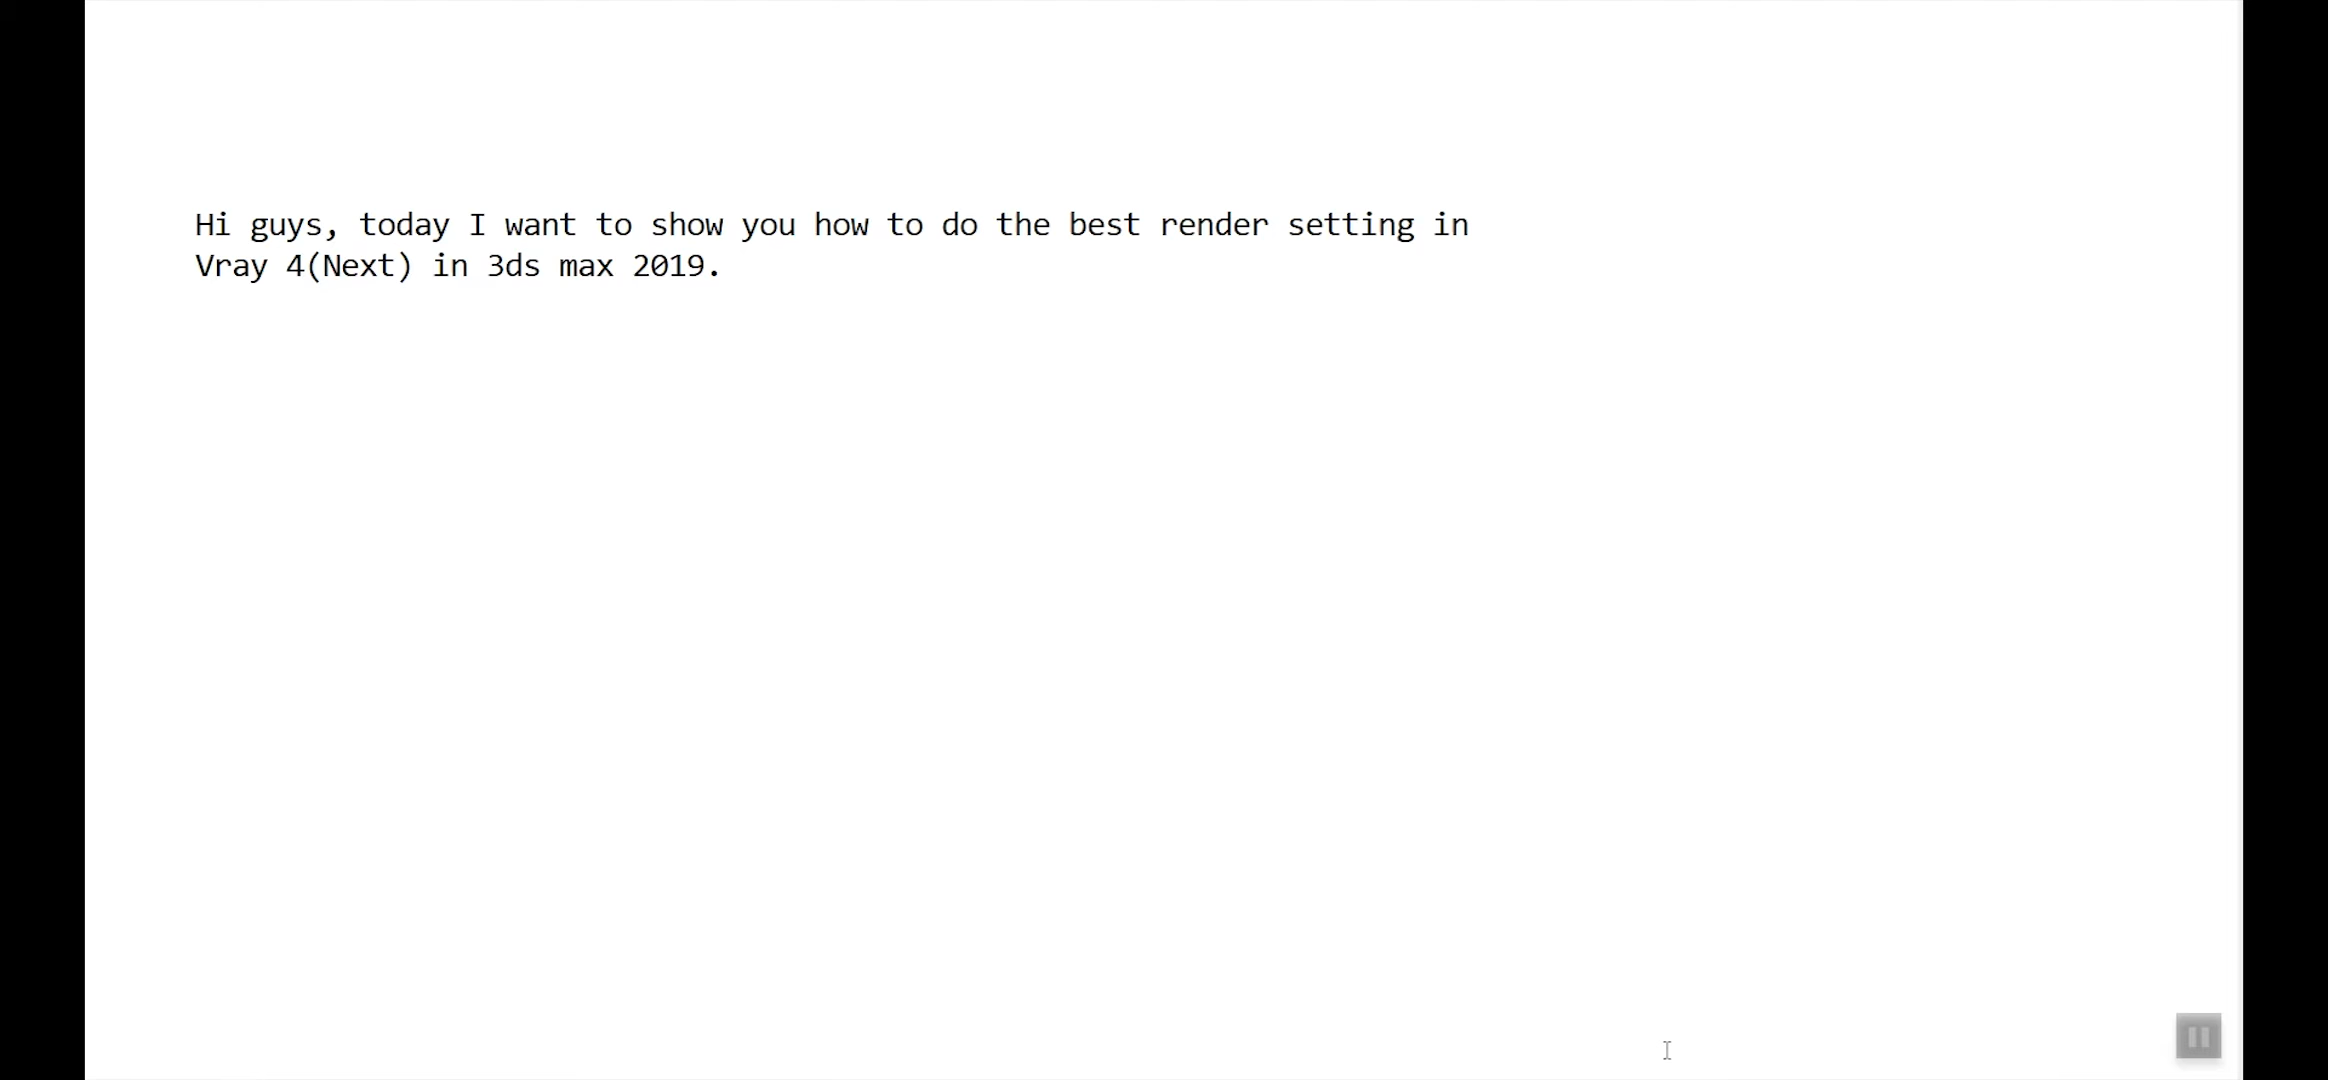 Hi guys, today I want to show you how to do the best render setting in
Vray 4(Next) in 3ds max 2019.